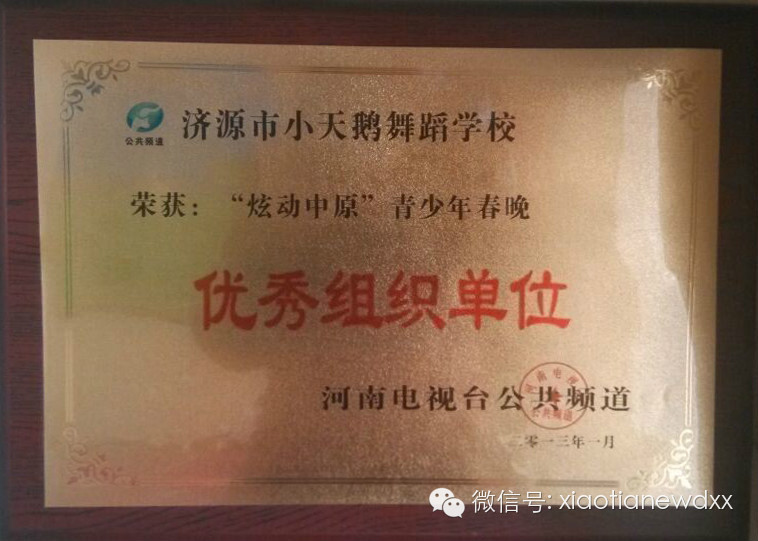 公共频道
济源市小天鹅舞蹈学校
荣获：“炫动中原”青少年春晚
优秀组织单位
河南电视台公共频道
二零一三年一月
微信号: xiaotianewdxx